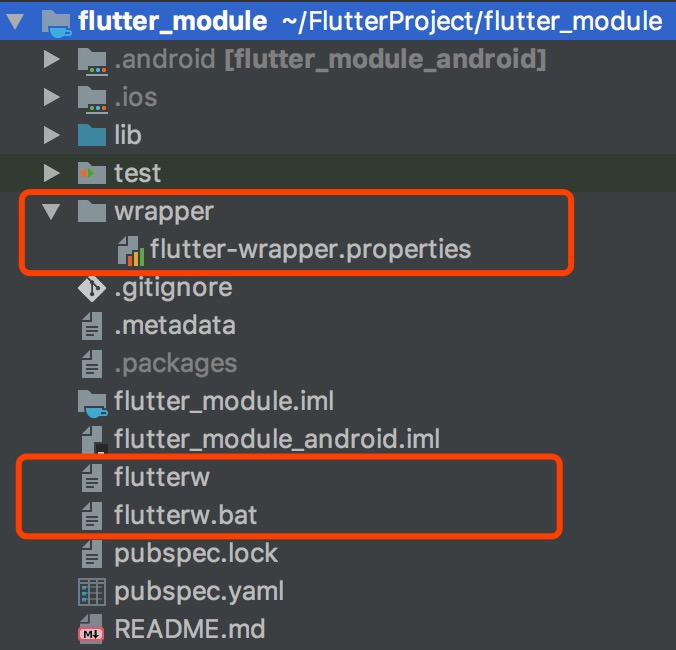 flutter_module ~/FlutterProject/flutter_module
.android [flutter_module_android]
.ios
lib
test
wrapper
flutter-wrapper.properties
.gitignore
.metadata
.packages
flutter_module.iml
flutter_module_android.iml
flutterw
flutterw.bat
pubspec.lock
pubspec.yaml
README.md